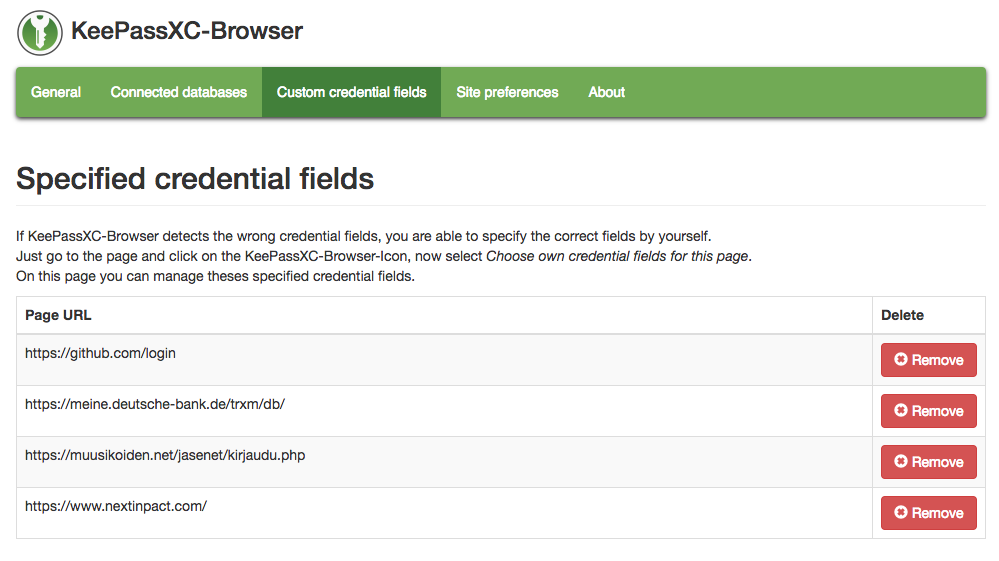 KeePassXC-Browser
General Connected databases Custom credential fields Site preferences About
Specified credential fields
If KeePassXC-Browser detects the wrong credential fields, you are able to specify the correct fields by yourself.
Just go to the page and click on the KeePassXC-Browser-Icon, now select Choose own credential fields for this page.
On this page you can manage theses specified credential fields.
Page URL Delete
https://github.com/login Remove
https://meine.deutsche-bank.de/trxm/db/ Remove
https://muusikoiden.net/jasenet/kirjaudu.php Remove
https://www.nextinpact.com/ Remove